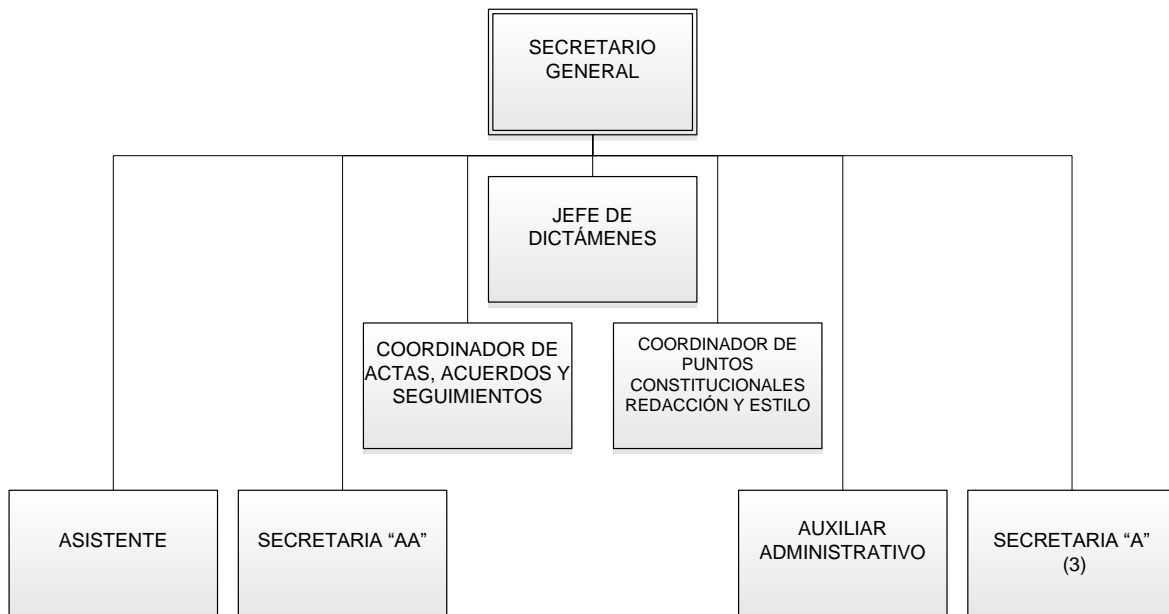 SECRETARIO
GENERAL
JEFE DE
DICTÁMENES
COORDINADOR DE
ACTAS, ACUERDOS Y
SEGUIMIENTOS
COORDINADOR DE
PUNTOS
CONSTITUCIONALES
REDACCIÓN Y ESTILO
ASISTENTE
SECRETARIA “AA”
AUXILIAR
ADMINISTRATIVO
SECRETARIA “A”
(3)